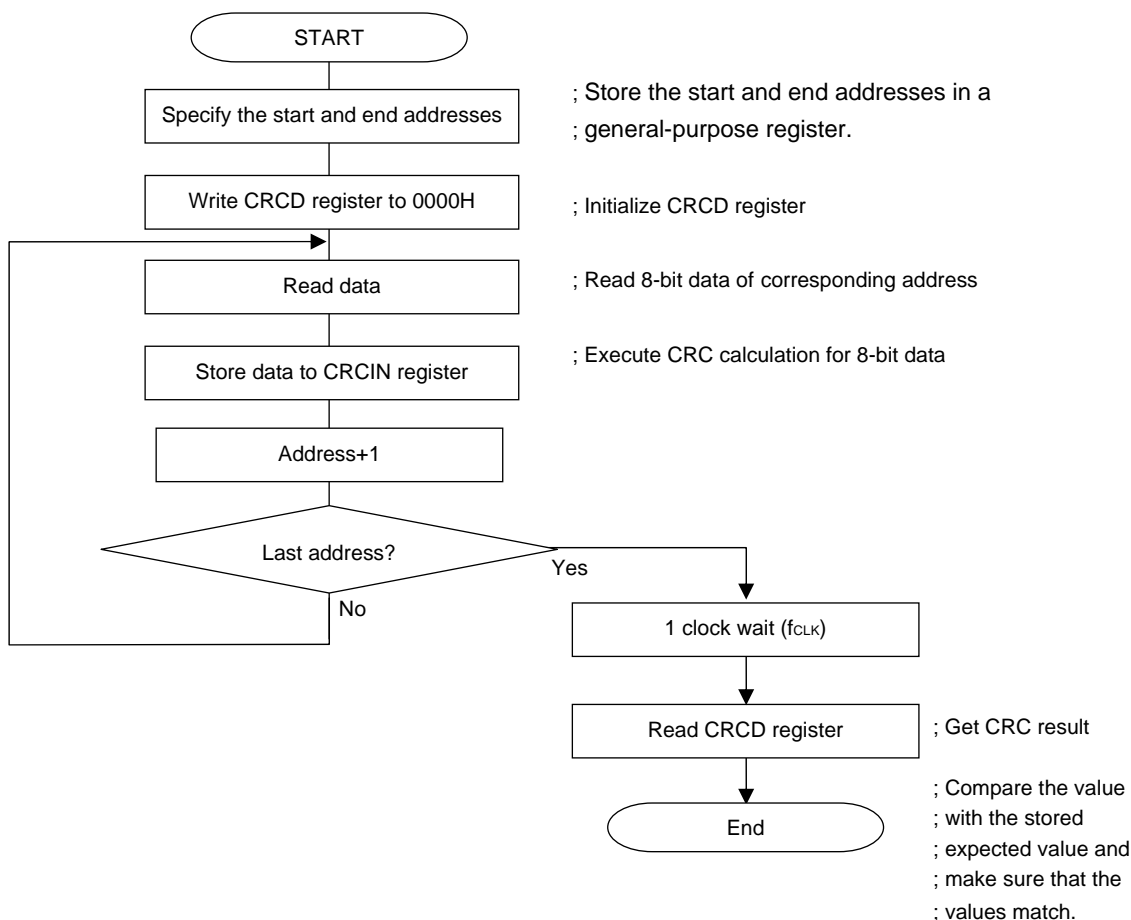 START
Specify the start and end addresses
; Store the start and end addresses in a
; general-purpose register.
Write CRCD register to 0000H
; Initialize CRCD register
Read data
; Read 8-bit data of corresponding address
Store data to CRCIN register
; Execute CRC calculation for 8-bit data
Address+1
Last address?
Yes
No
1 clock wait (fCLK)
Read CRCD register
; Get CRC result
End
; Compare the value
; with the stored
; expected value and
; make sure that the
; values match.